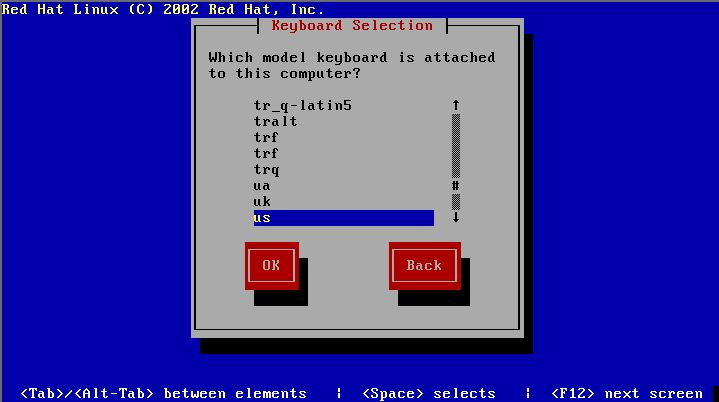 Red Hat Linux (C) 2002 Red Hat, Inc.
Keyboard Selection
Which model keyboard is attached
to this computer?
tr_q-latin5
tralt
trf
trf
trq
ua
uk
us
OK Back
<Tab>/<Alt-Tab> between elements | <Space> selects | <F12> next screen